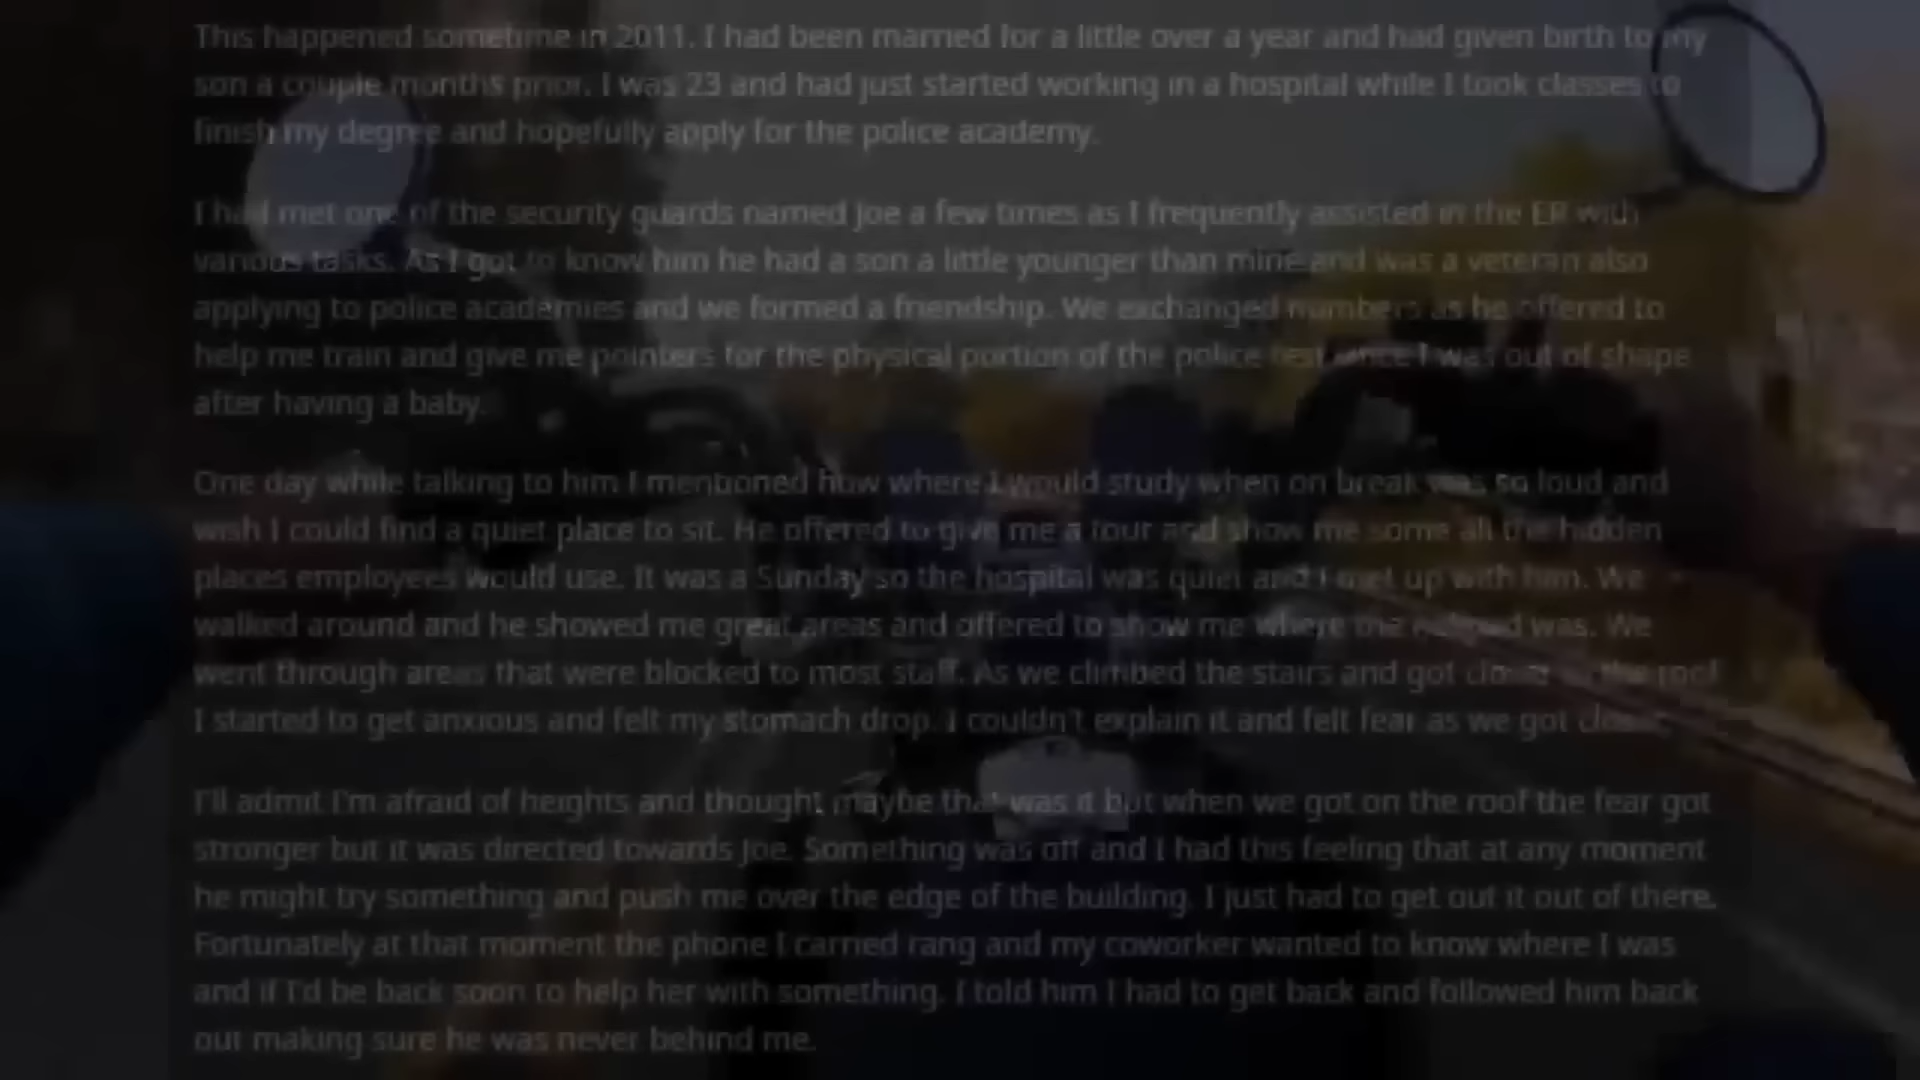 This happened sometime in 2011. I had been married for a little over a year and had given birth to my
son a couple months prior. I was 23 and had just started working in a hospital while I took classes to
finish my degree and hopefully apply for the police academy.
I had met one of the security guards named Joe a few times as I frequently assisted in the ER with
various tasks. As I got to know him he had a son a little younger than mine and was a veteran also
applying to police academies and we formed a friendship. We exchanged numbers as he offered to
help me train and give me pointers for the physical portion of the police test since I was out of shape
after having a baby.
One day while talking to him I mentioned how where I would study when on break was so loud and
wish I could find a quiet place to sit. He offered to give me a tour and show me some all the hidden
places employees would use. It was a Sunday so the hospital was quiet and I met up with him. We
walked around and he showed me great areas and offered to show me where the was. We
went through areas that were blocked to most staff. As we climbed the stairs and got closer the roof
I started to get anxious and felt my stomach drop. I couldn't explain it and felt fear as we got
I'll admit I'm afraid of heights and thought maybe that was it but when we got on the roof the fear got
stronger but it was directed towards Joe. Something was off and I had this feeling that at any moment
he might try something and push me over the edge of the building. I just had to get out it out of there.
Fortunately at that moment the phone I carried rang and my coworker wanted to know where I was
and if I'd be back soon to help her with something. I told him I had to get back and followed him back
out making sure he was never behind me.